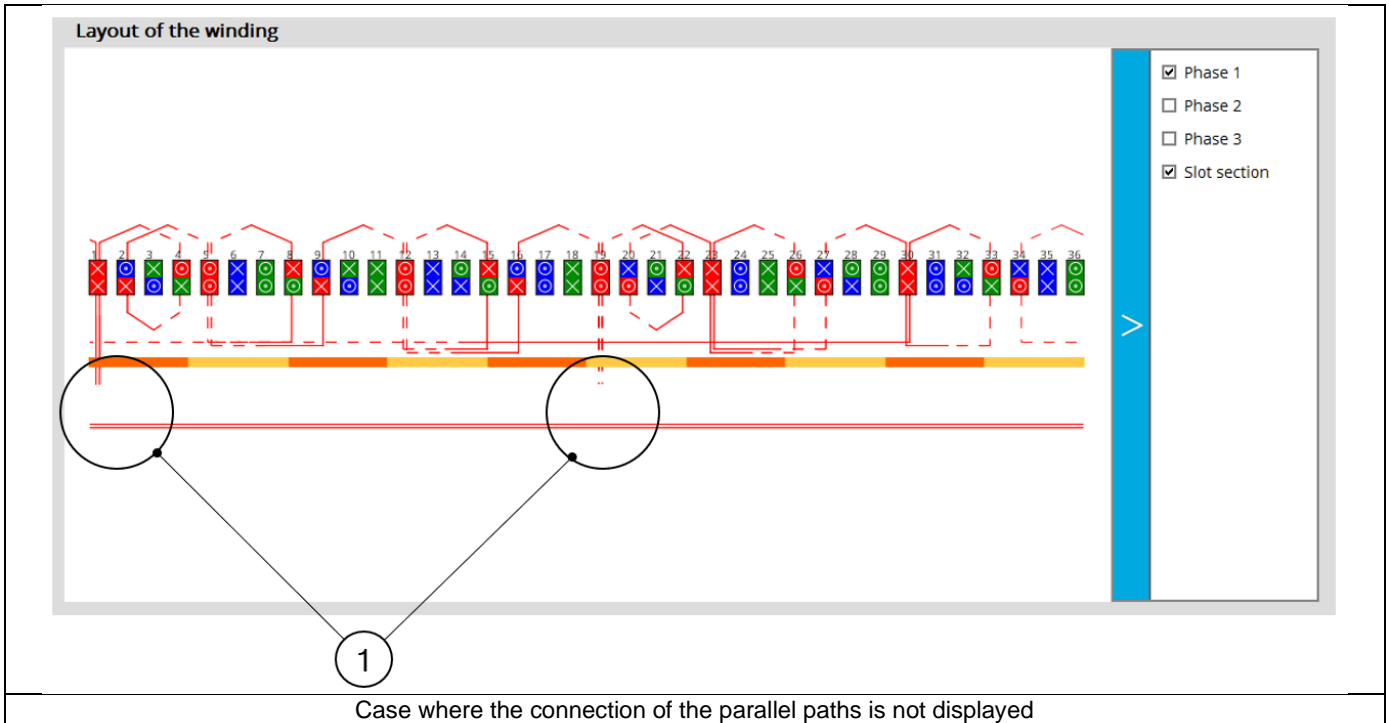 Layout of the winding
Phase 1
Phase 2
Phase 3
Slot section
1 2 3 4 5 6 7 8 9 10 11 12 13 14 15 16 17 18 19 20 21 22 23 24 25 26 27 28 29 30 31 32 33 34 35 36
>
1
Case where the connection of the parallel paths is not displayed